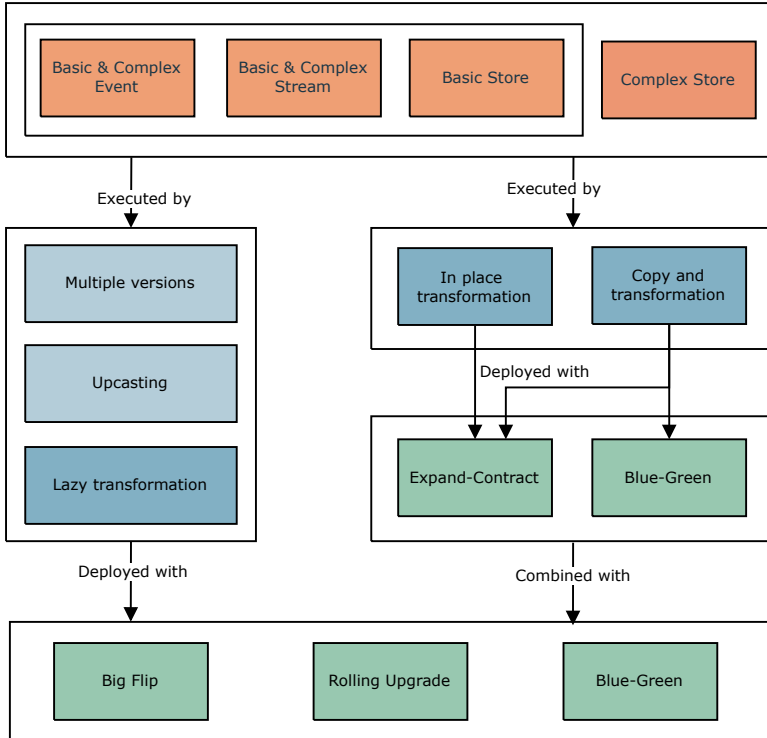 Basic & Complex
Event
Basic & Complex
Stream
Basic Store
Complex Store
Executed by
Executed by
Multiple versions
In place
transformation
Copy and
transformation
Upcasting
Deployed with
Lazy transformation
Expand-Contract
Blue-Green
Deployed with
Combined with
Big Flip
Rolling Upgrade
Blue-Green